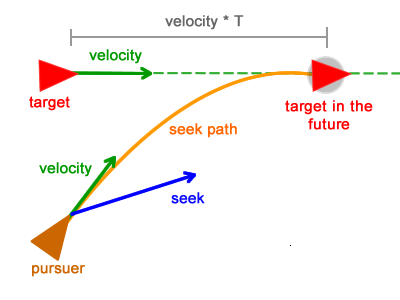 velocity * T
velocity
target
target in the
future
seek path
velocity
seek
pursuer